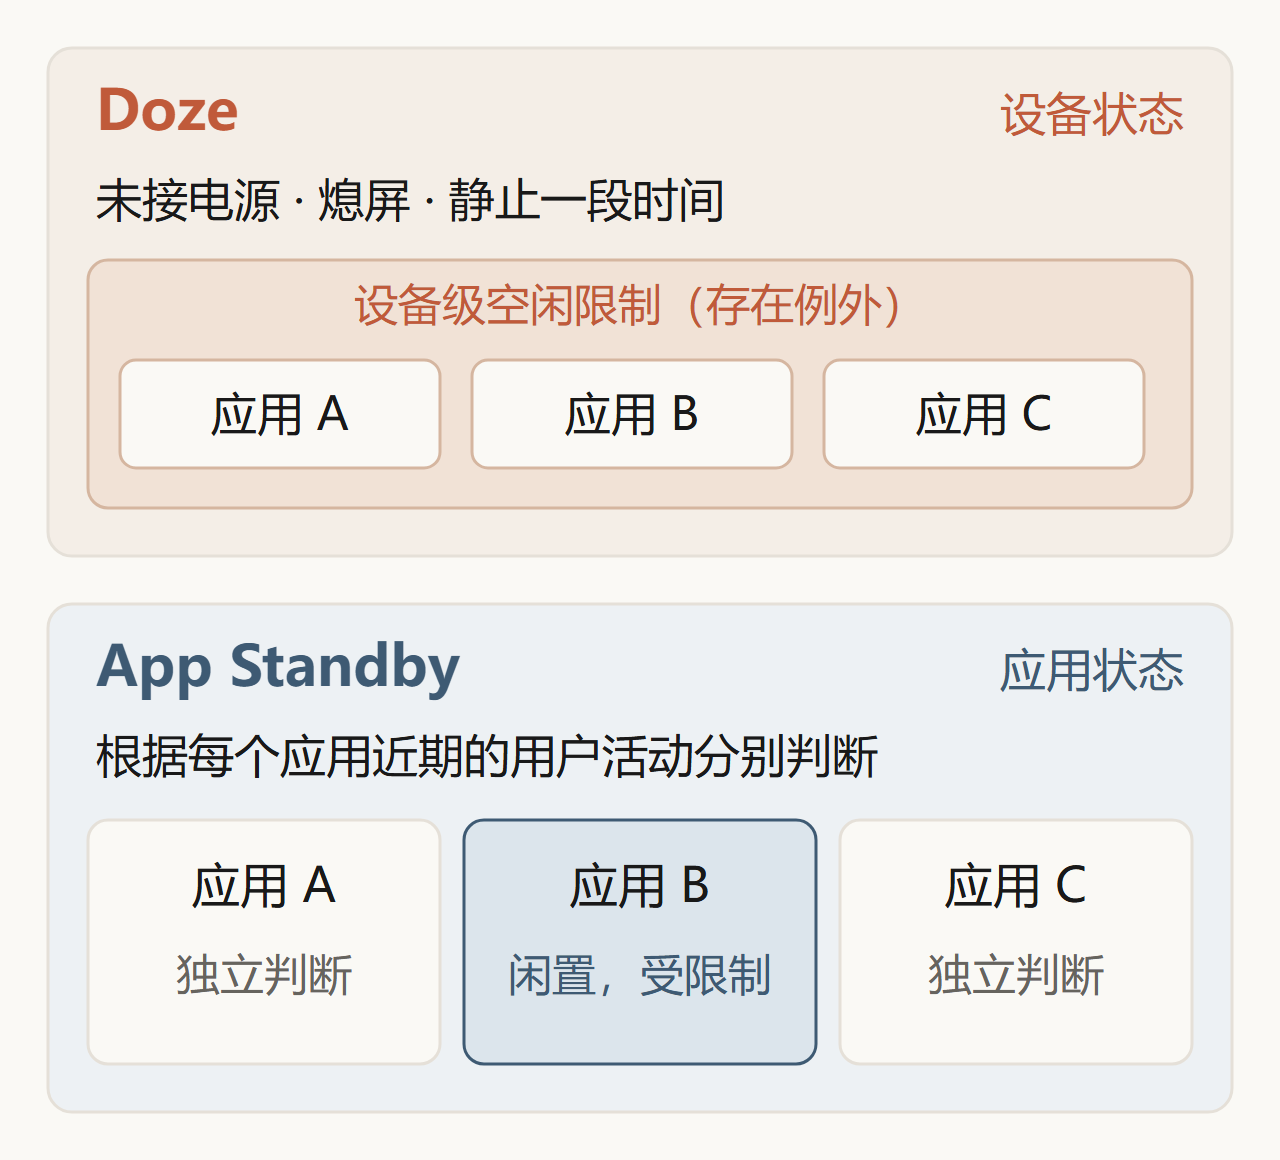 Doze
设备状态
未接电源 · 熄屏 · 静止一段时间
设备级空闲限制（存在例外）
应用 A
应用 B
应用 C
App Standby
应用状态
根据每个应用近期的用户活动分别判断
应用 A
独立判断
应用 B
闲置，受限制
应用 C
独立判断